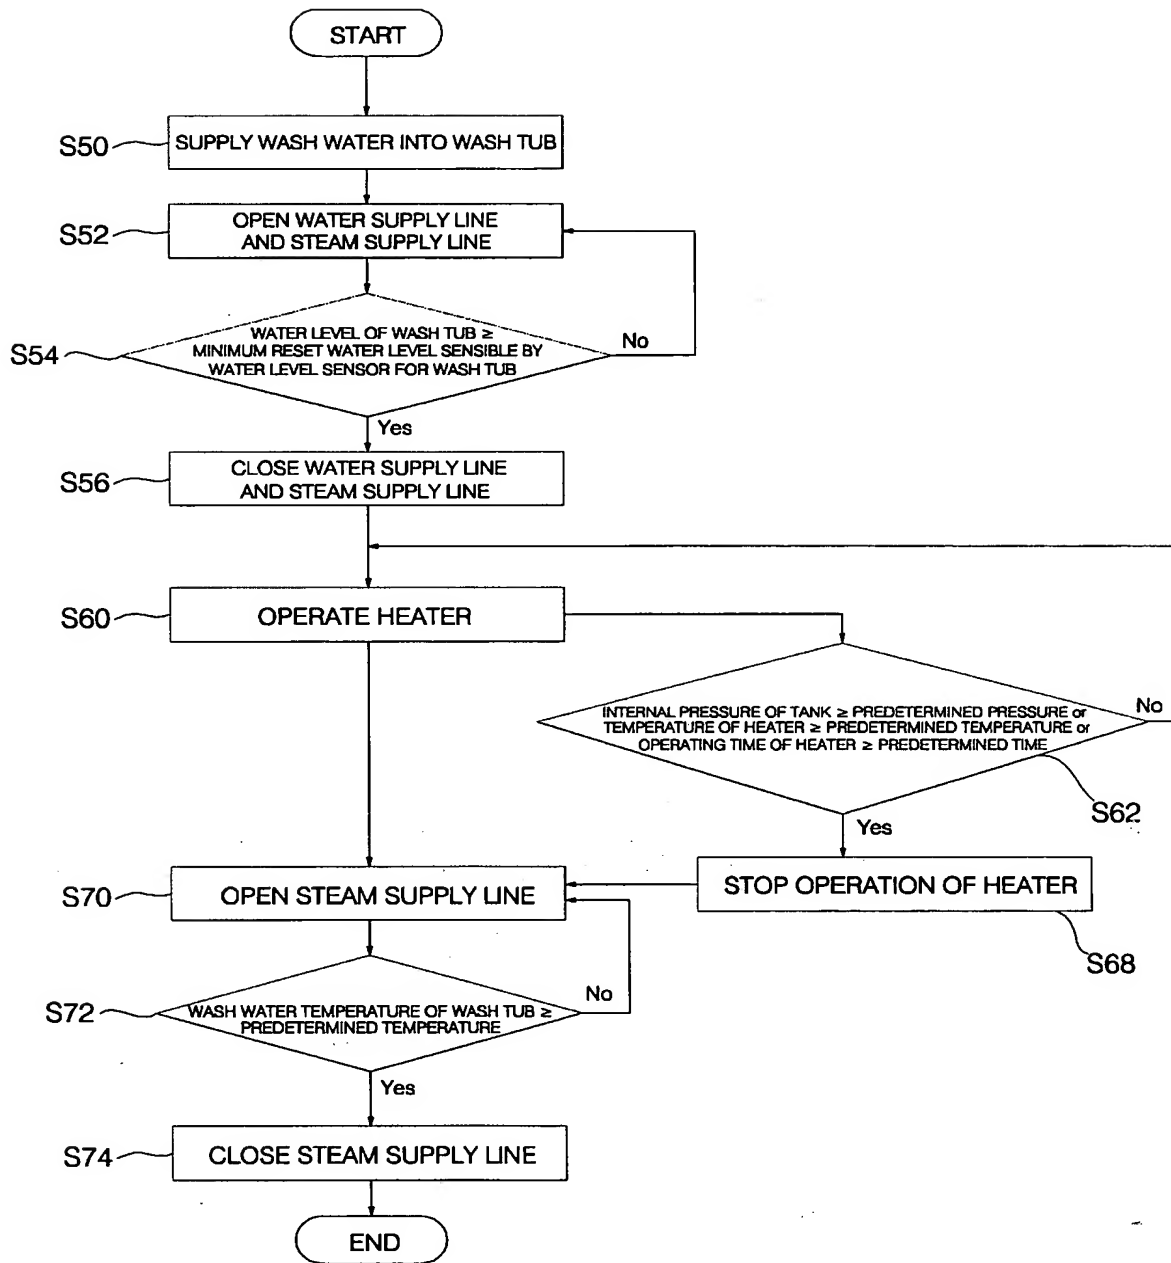 START
S50
SUPPLY WASH WATER INTO WASH TUB
S52
OPEN WATER SUPPLY LINE
AND STEAM SUPPLY LINE
S54
WATER LEVEL OF WASH TUB ≥
MINIMUM RESET WATER LEVEL SENSIBLE BY
WATER LEVEL SENSOR FOR WASH TUB
No
Yes
S56
CLOSE WATER SUPPLY LINE
AND STEAM SUPPLY LINE
S60
OPERATE HEATER
INTERNAL PRESSURE OF TANK ≥ PREDETERMINED PRESSURE or
TEMPERATURE OF HEATER ≥ PREDETERMINED TEMPERATURE or
OPERATING TIME OF HEATER ≥ PREDETERMINED TIME
No
S62
Yes
S70
OPEN STEAM SUPPLY LINE
STOP OPERATION OF HEATER
S68
S72
WASH WATER TEMPERATURE OF WASH TUB ≥
PREDETERMINED TEMPERATURE
No
Yes
S74
CLOSE STEAM SUPPLY LINE
END